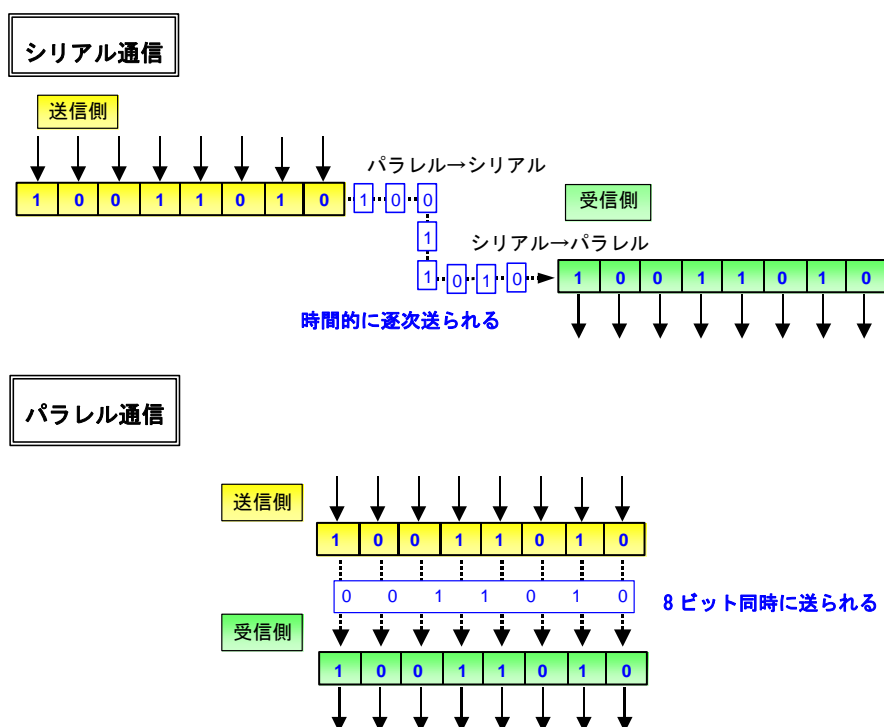 シリアル通信
送信側
パラレル→シリアル
1 0 0 1 1 0 1 0
1 0 0
受信側
1
シリアル→パラレル
1 0 1 0
1 0 0 1 1 0 1 0
時間的に逐次送られる
パラレル通信
送信側
1 0 0 1 1 0 1 0
0 0 1 1 0 1 0
8 ビット同時に送られる
受信側
1 0 0 1 1 0 1 0